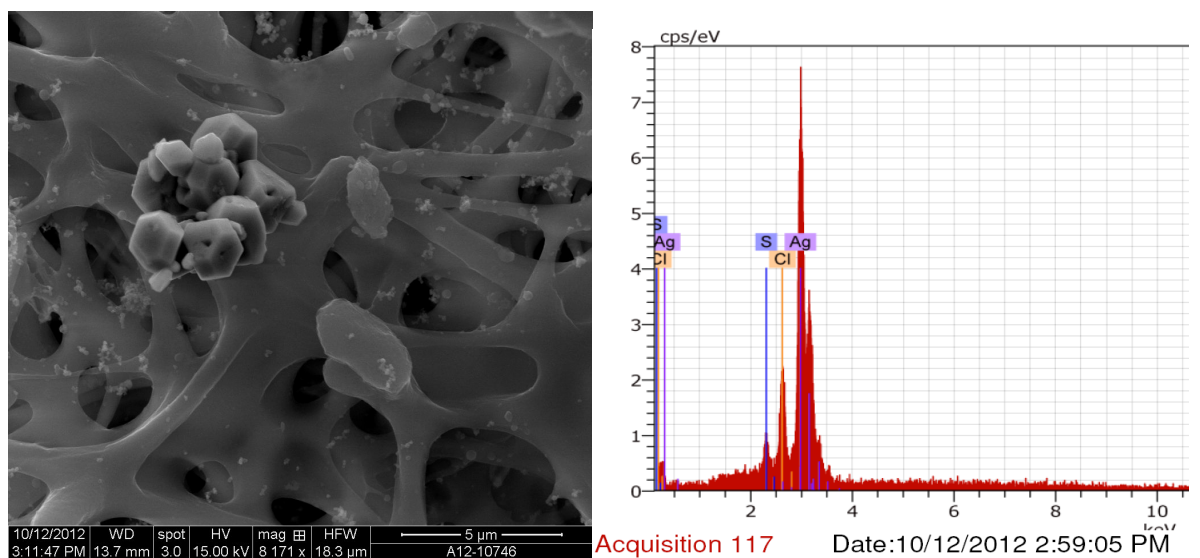 cps/eV
8
7
6
5
4
3
2
1
0
S
Ag
Cl
S
Ag
Cl
2 4 6 8 10
keV
10/12/2012 WD spot HV mag ⊞ HFW 5 µm
3:11:47 PM 13.7 mm 3.0 15.00 kV 8 171 x 18.3 µm A12-10746
Acquisition 117 Date:10/12/2012 2:59:05 PM